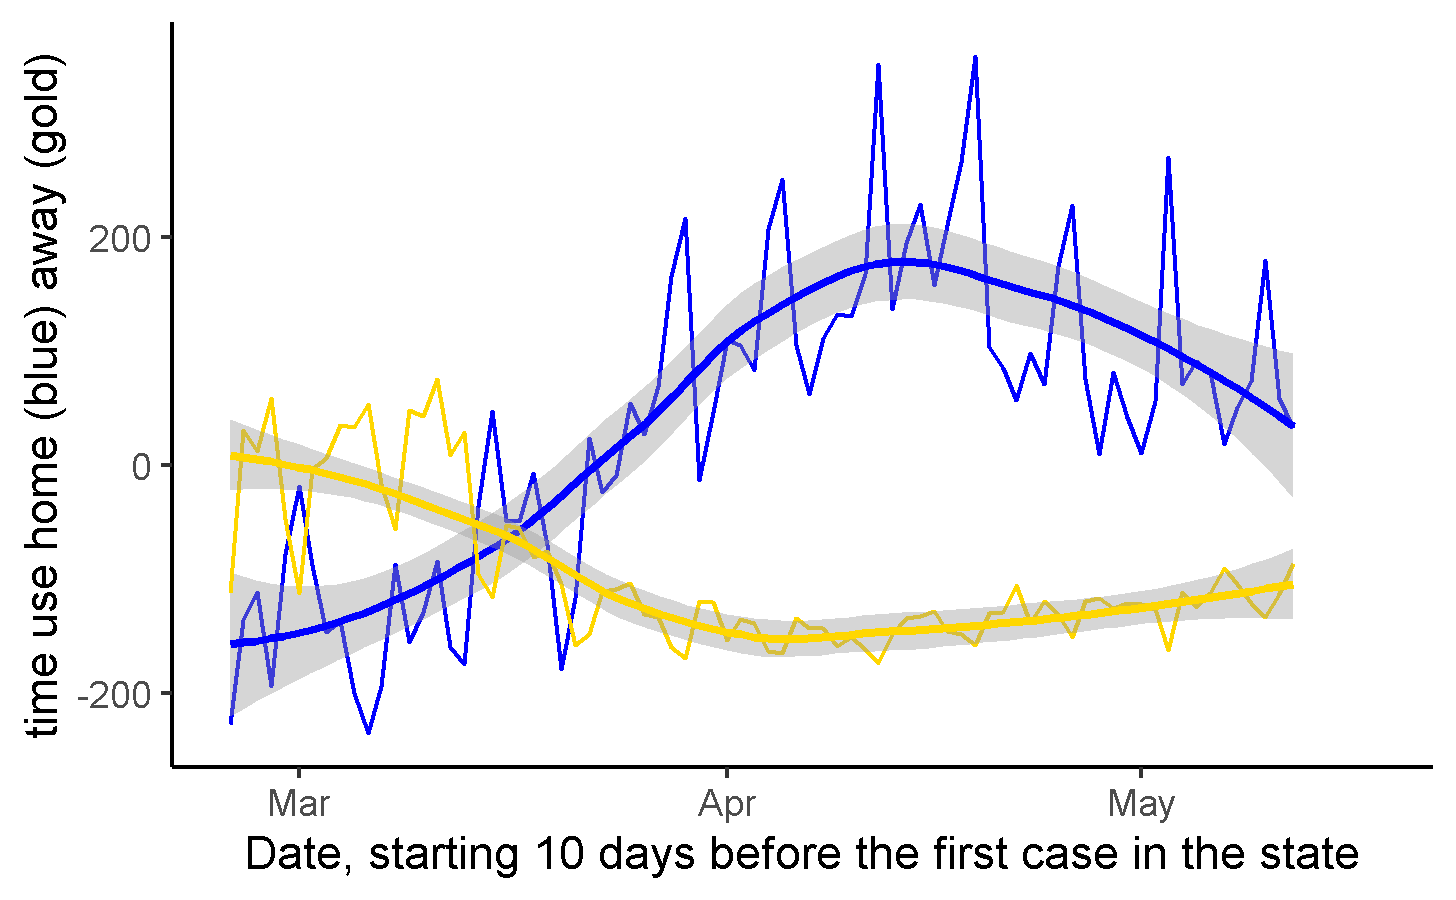 time use home (blue) away (gold)
200
0
-200
Mar
Apr
May
Date, starting 10 days before the first case in the state